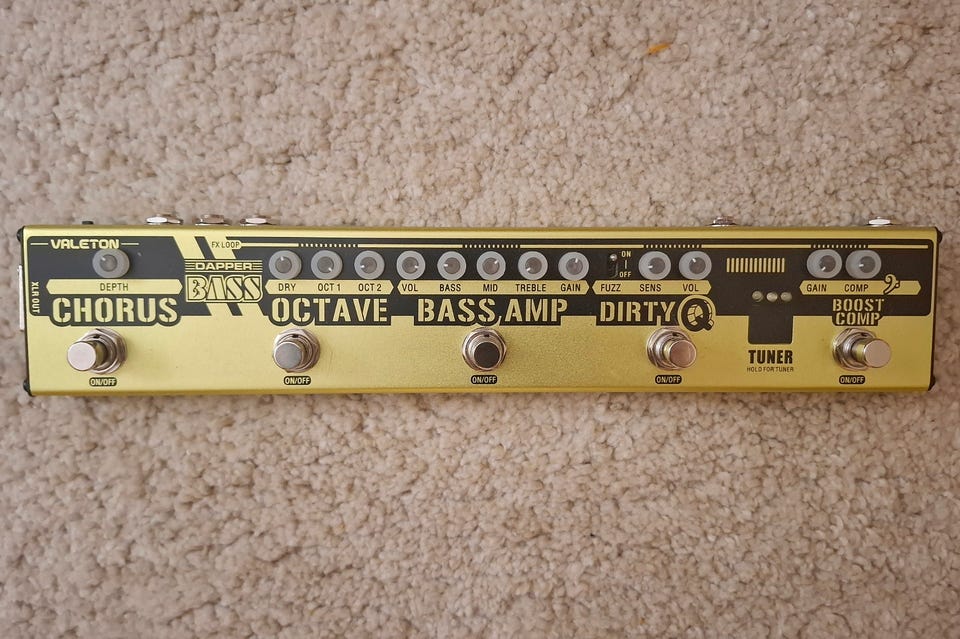 VALETON
FX LOOP
DAPPER
BASS
XLR OUT
DEPTH
CHORUS
ON/OFF
DRY OCT 1 OCT 2
OCTAVE
ON/OFF
VOL BASS MID TREBLE GAIN
BASS AMP
ON/OFF
ON
OFF
FUZZ SENS VOL
DIRTY Q
ON/OFF
TUNER
HOLD FOR TUNER
GAIN COMP
BOOST
COMP
ON/OFF